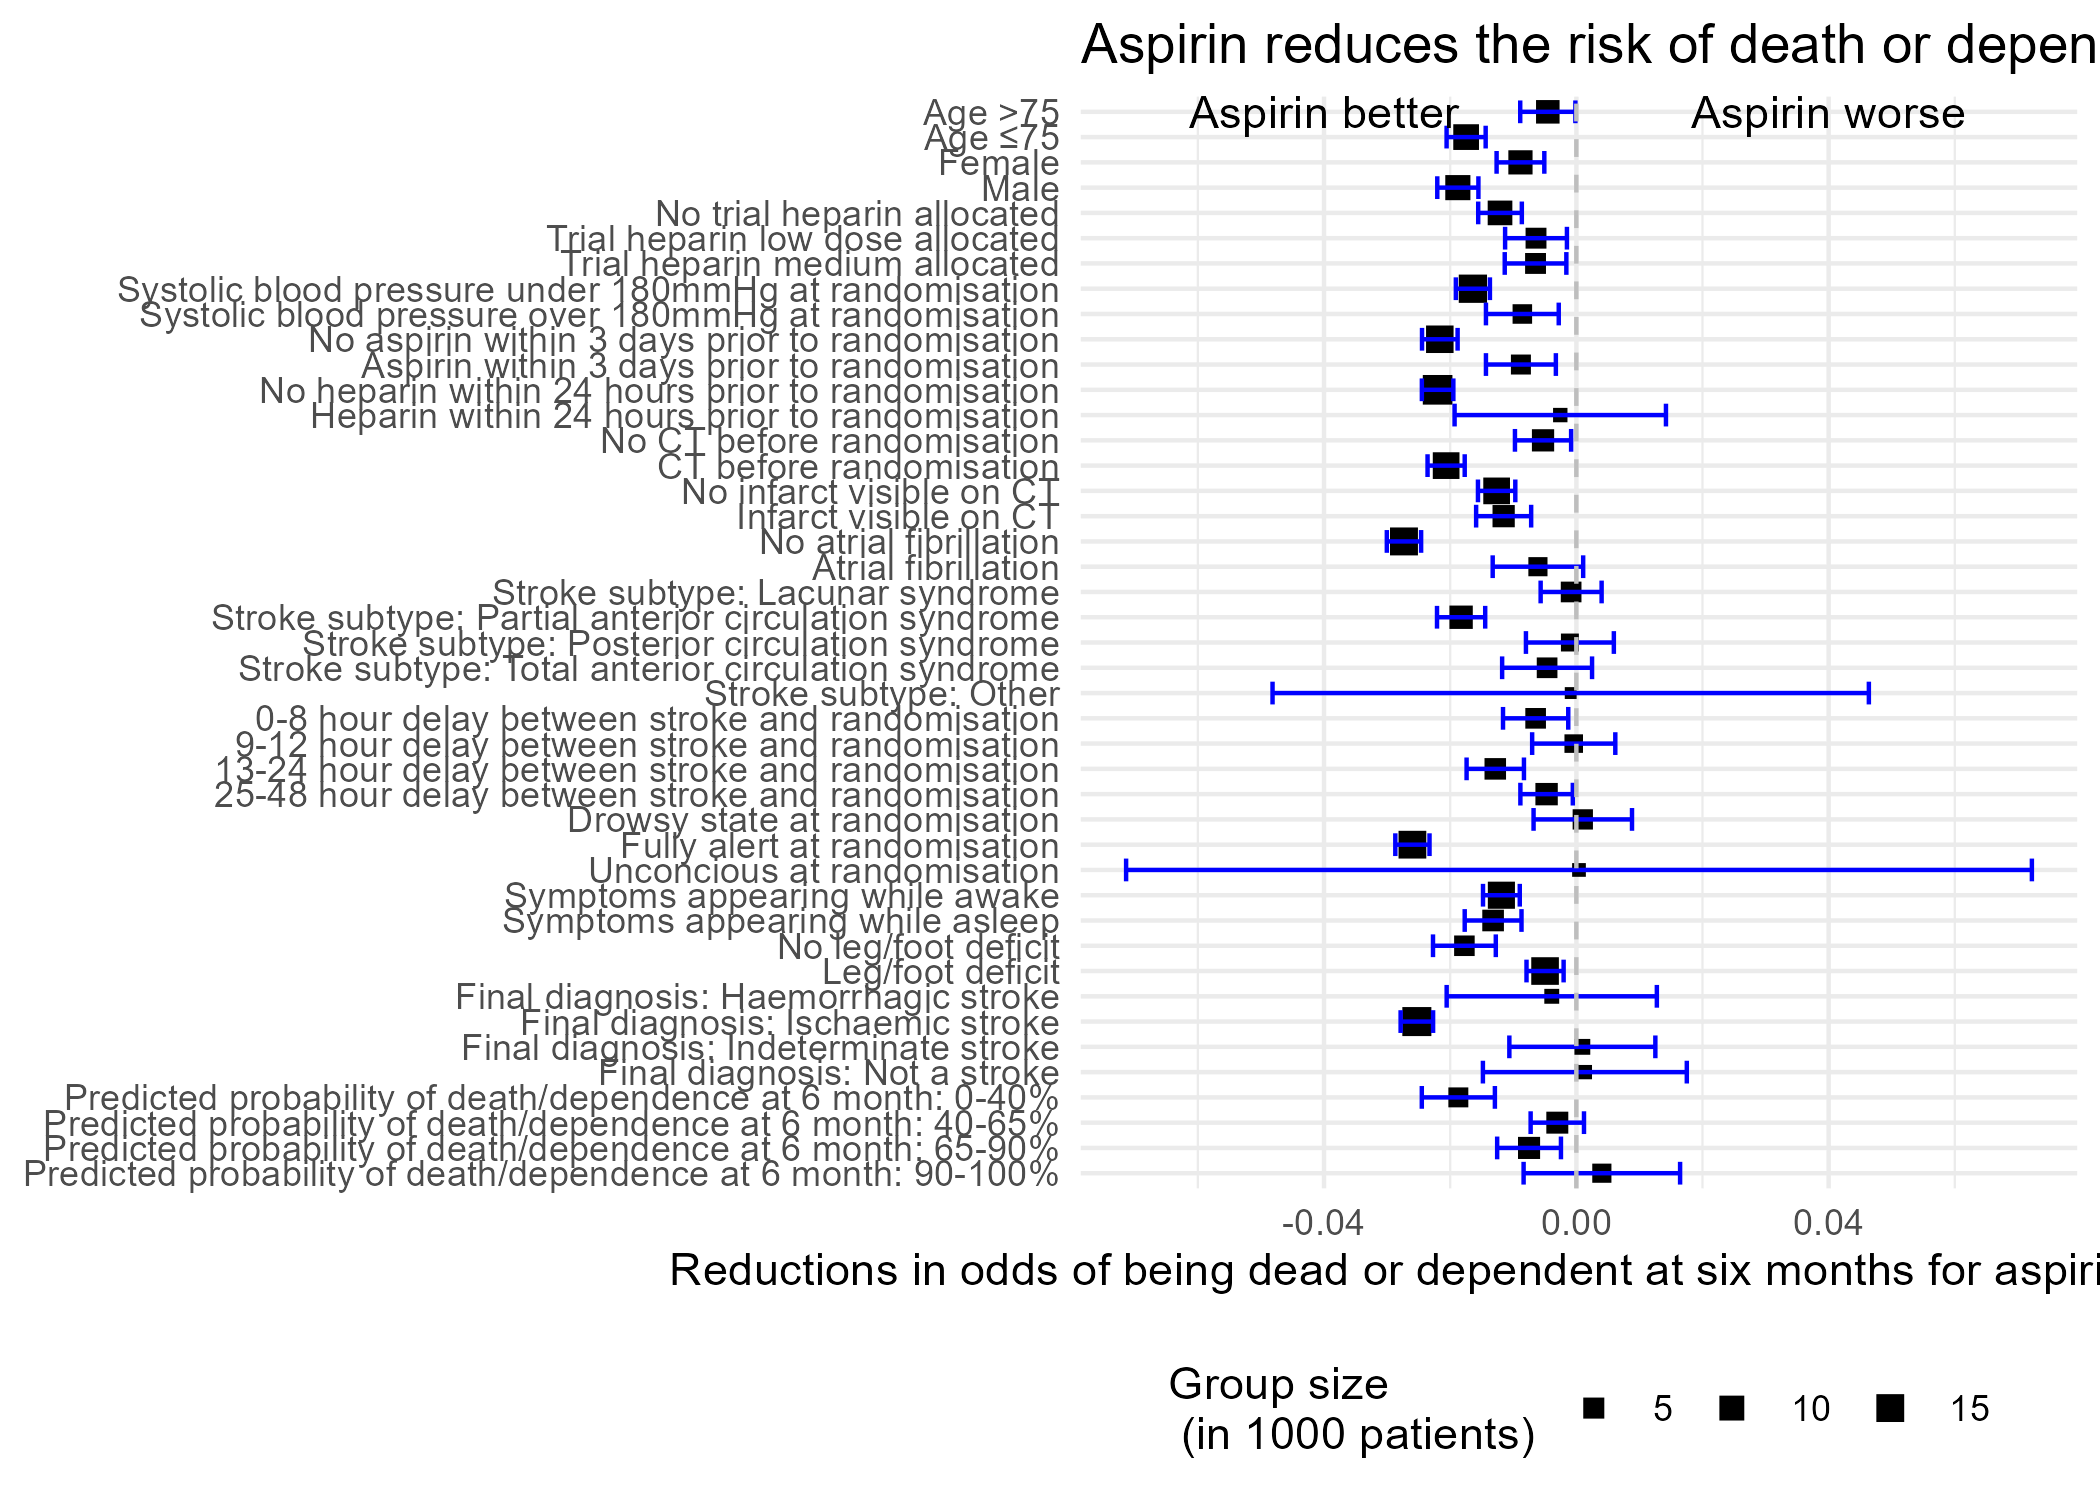 Aspirin reduces the risk of death or depen
Aspirin better
Aspirin worse
Age >75
Age ≤75
Female
Male
No trial heparin allocated
Trial heparin low dose allocated
Trial heparin medium allocated
Systolic blood pressure under 180mmHg at randomisation
Systolic blood pressure over 180mmHg at randomisation
No aspirin within 3 days prior to randomisation
Aspirin within 3 days prior to randomisation
No heparin within 24 hours prior to randomisation
Heparin within 24 hours prior to randomisation
No CT before randomisation
CT before randomisation
No infarct visible on CT
Infarct visible on CT
No atrial fibrillation
Atrial fibrillation
Stroke subtype: Lacunar syndrome
Stroke subtype: Partial anterior circulation syndrome
Stroke subtype: Posterior circulation syndrome
Stroke subtype: Total anterior circulation syndrome
Stroke subtype: Other
0-8 hour delay between stroke and randomisation
9-12 hour delay between stroke and randomisation
13-24 hour delay between stroke and randomisation
25-48 hour delay between stroke and randomisation
Drowsy state at randomisation
Fully alert at randomisation
Unconcious at randomisation
Symptoms appearing while awake
Symptoms appearing while asleep
No leg/foot deficit
Leg/foot deficit
Final diagnosis: Haemorrhagic stroke
Final diagnosis: Ischaemic stroke
Final diagnosis: Indeterminate stroke
Final diagnosis: Not a stroke
Predicted probability of death/dependence at 6 month: 0-40%
Predicted probability of death/dependence at 6 month: 40-65%
Predicted probability of death/dependence at 6 month: 65-90%
Predicted probability of death/dependence at 6 month: 90-100%
-0.04 0.00 0.04
Reductions in odds of being dead or dependent at six months for aspiri
Group size
(in 1000 patients)
5 10 15